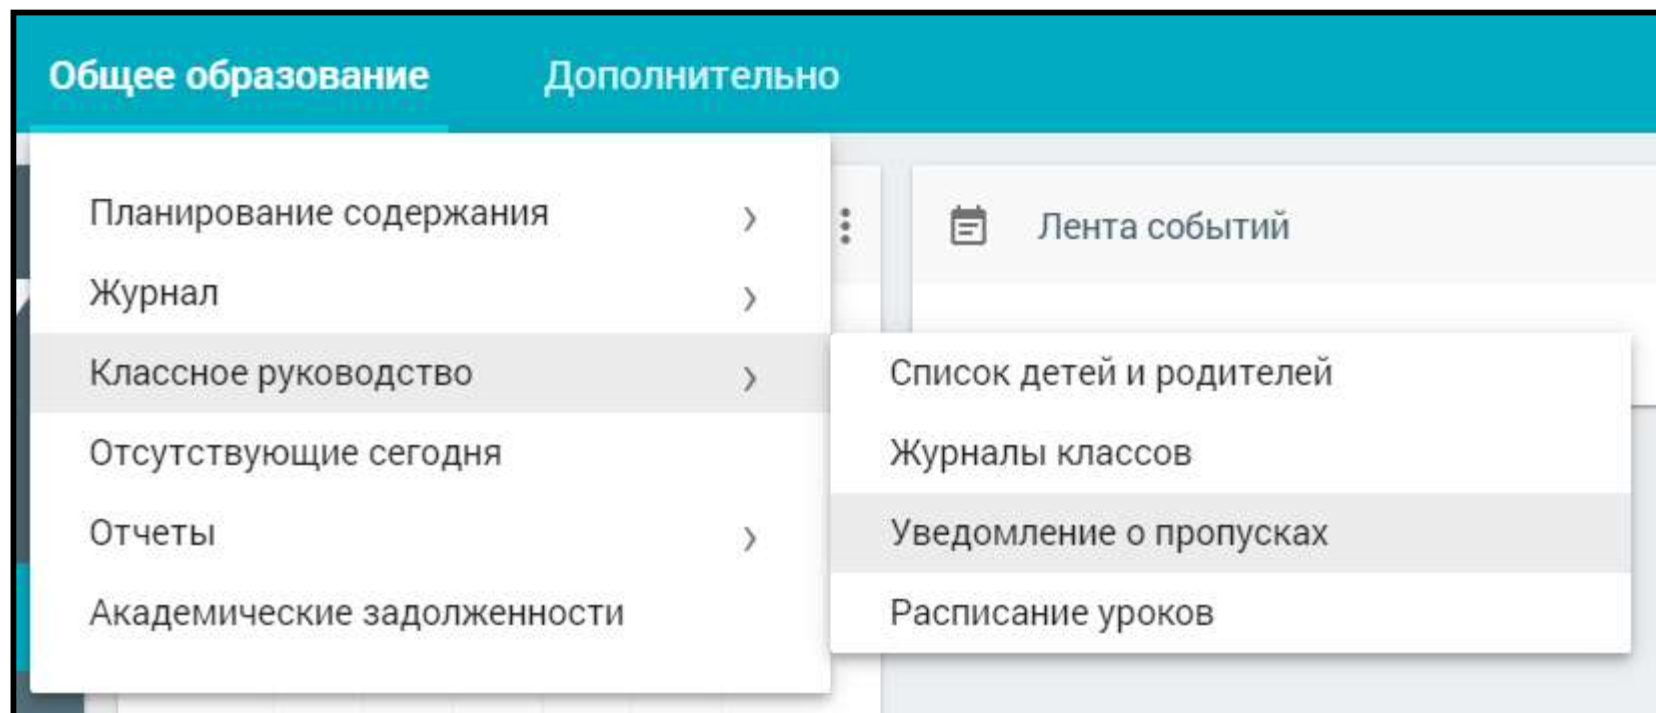 Общее образование Дополнительно
Планирование содержания
Журнал
Классное руководство
Отсутствующие сегодня
Отчеты
Академические задолженности
Лента событий
Список детей и родителей
Журналы классов
Уведомление о пропусках
Расписание уроков